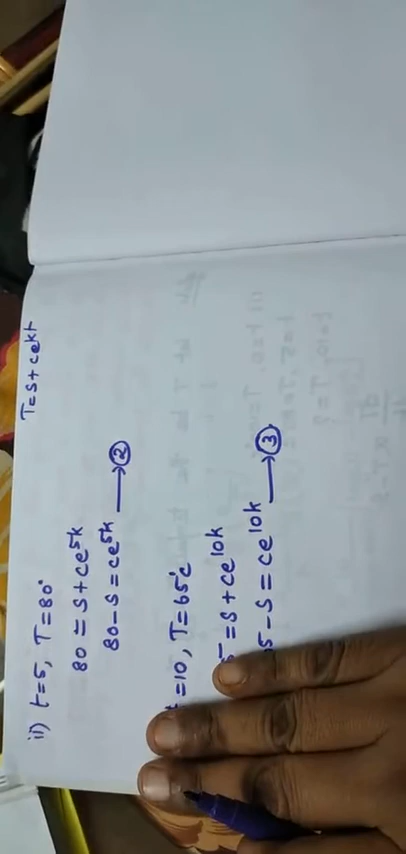 T=S+ce^kt
ii) t=5, T=80°
80=S+ce^5k
80-S=ce^5k → ②
=10, T=65°c
=S+ce^10k
5-S=ce^10k → ③